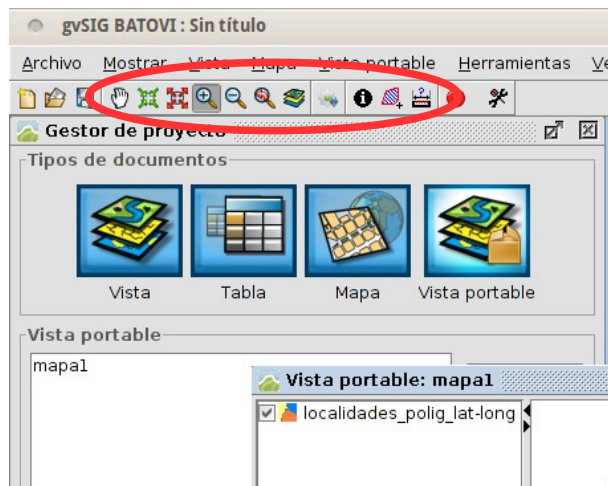 gvSIG BATOVI : Sin título
Archivo Mostrar Vista Mapa Vista portable Herramientas Ve
Gestor de proyecto
Tipos de documentos
Vista Tabla Mapa Vista portable
Vista portable
mapa1
Vista portable: mapa1
localidades_polig_lat-long